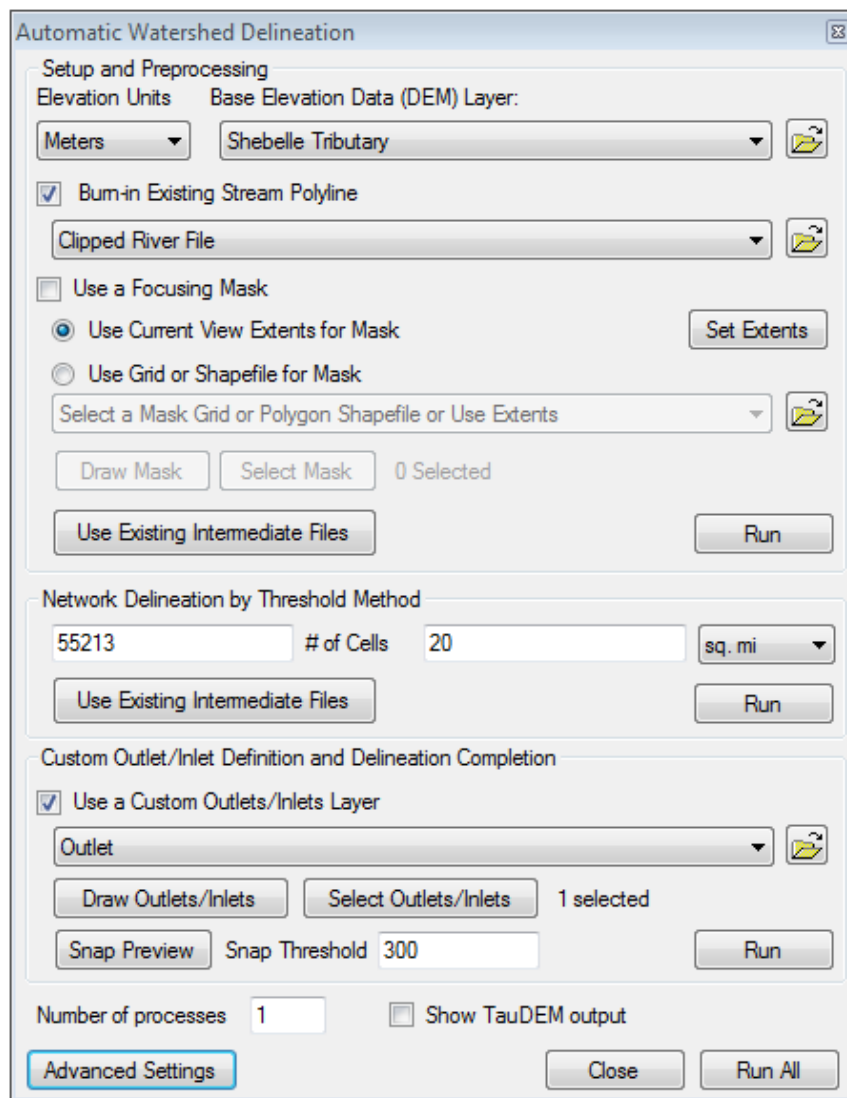 Automatic Watershed Delineation
Setup and Preprocessing
Elevation Units Base Elevation Data (DEM) Layer:
Meters Shebelle Tributary
Burn-in Existing Stream Polyline
Clipped River File
Use a Focusing Mask
Use Current View Extents for Mask Set Extents
Use Grid or Shapefile for Mask
Select a Mask Grid or Polygon Shapefile or Use Extents
Draw Mask Select Mask 0 Selected
Use Existing Intermediate Files Run
Network Delineation by Threshold Method
55213 # of Cells 20 sq. mi
Use Existing Intermediate Files Run
Custom Outlet/Inlet Definition and Delineation Completion
Use a Custom Outlets/Inlets Layer
Outlet
Draw Outlets/Inlets Select Outlets/Inlets 1 selected
Snap Preview Snap Threshold 300 Run
Number of processes 1 Show TauDEM output
Advanced Settings Close Run All